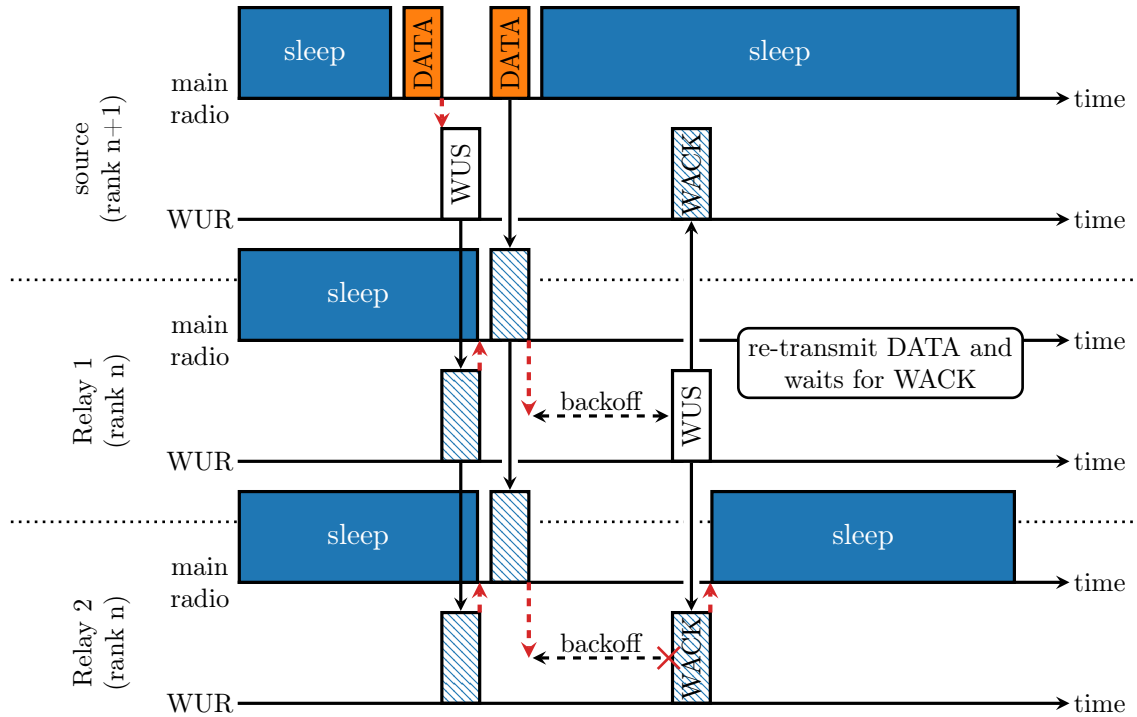 sleep
DATA
DATA
sleep
main
radio
time
source
(rank n+1)
WUS
WACK
WUR
time
sleep
main
radio
time
re-transmit DATA and
waits for WACK
Relay 1
(rank n)
backoff
WUS
WUR
time
sleep
sleep
main
radio
time
Relay 2
(rank n)
backoff
WACK
WUR
time